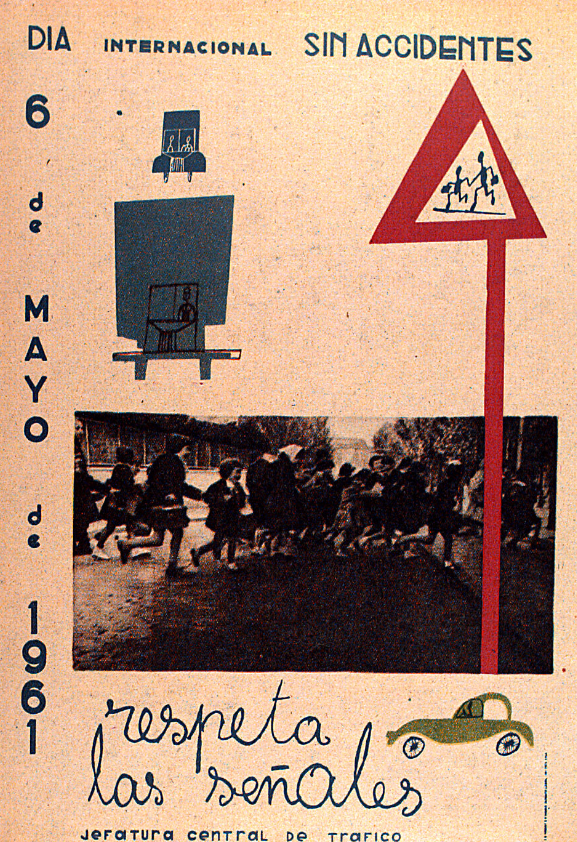 DIA INTERNACIONAL SIN ACCIDENTES
6 de MAYO de 1961
respeta
las señales
Jefatura central de trafico